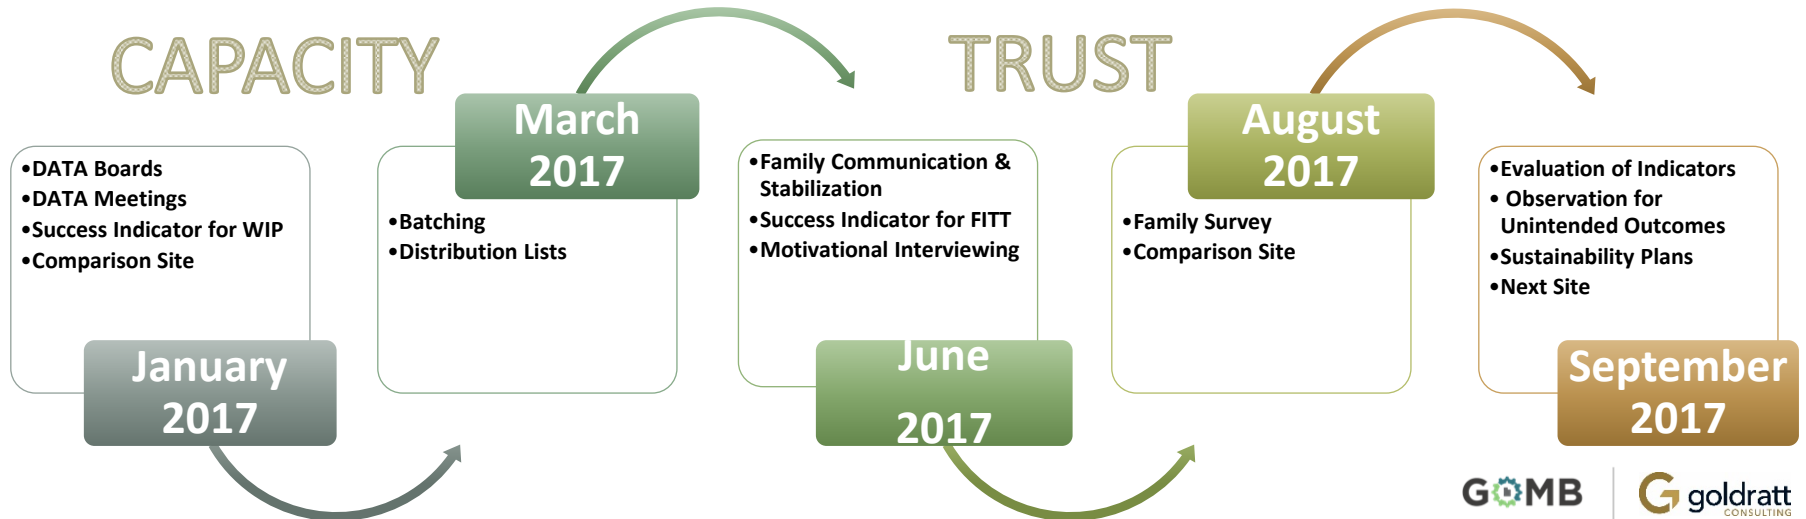 CAPACITY
TRUST
•DATA Boards
•DATA Meetings
•Success Indicator for WIP
•Comparison Site
January
2017
March
2017
•Batching
•Distribution Lists
•Family Communication &
Stabilization
•Success Indicator for FITT
•Motivational Interviewing
June
2017
August
2017
•Family Survey
•Comparison Site
•Evaluation of Indicators
• Observation for
Unintended Outcomes
•Sustainability Plans
•Next Site
September
2017
GOMB
goldratt
CONSULTING